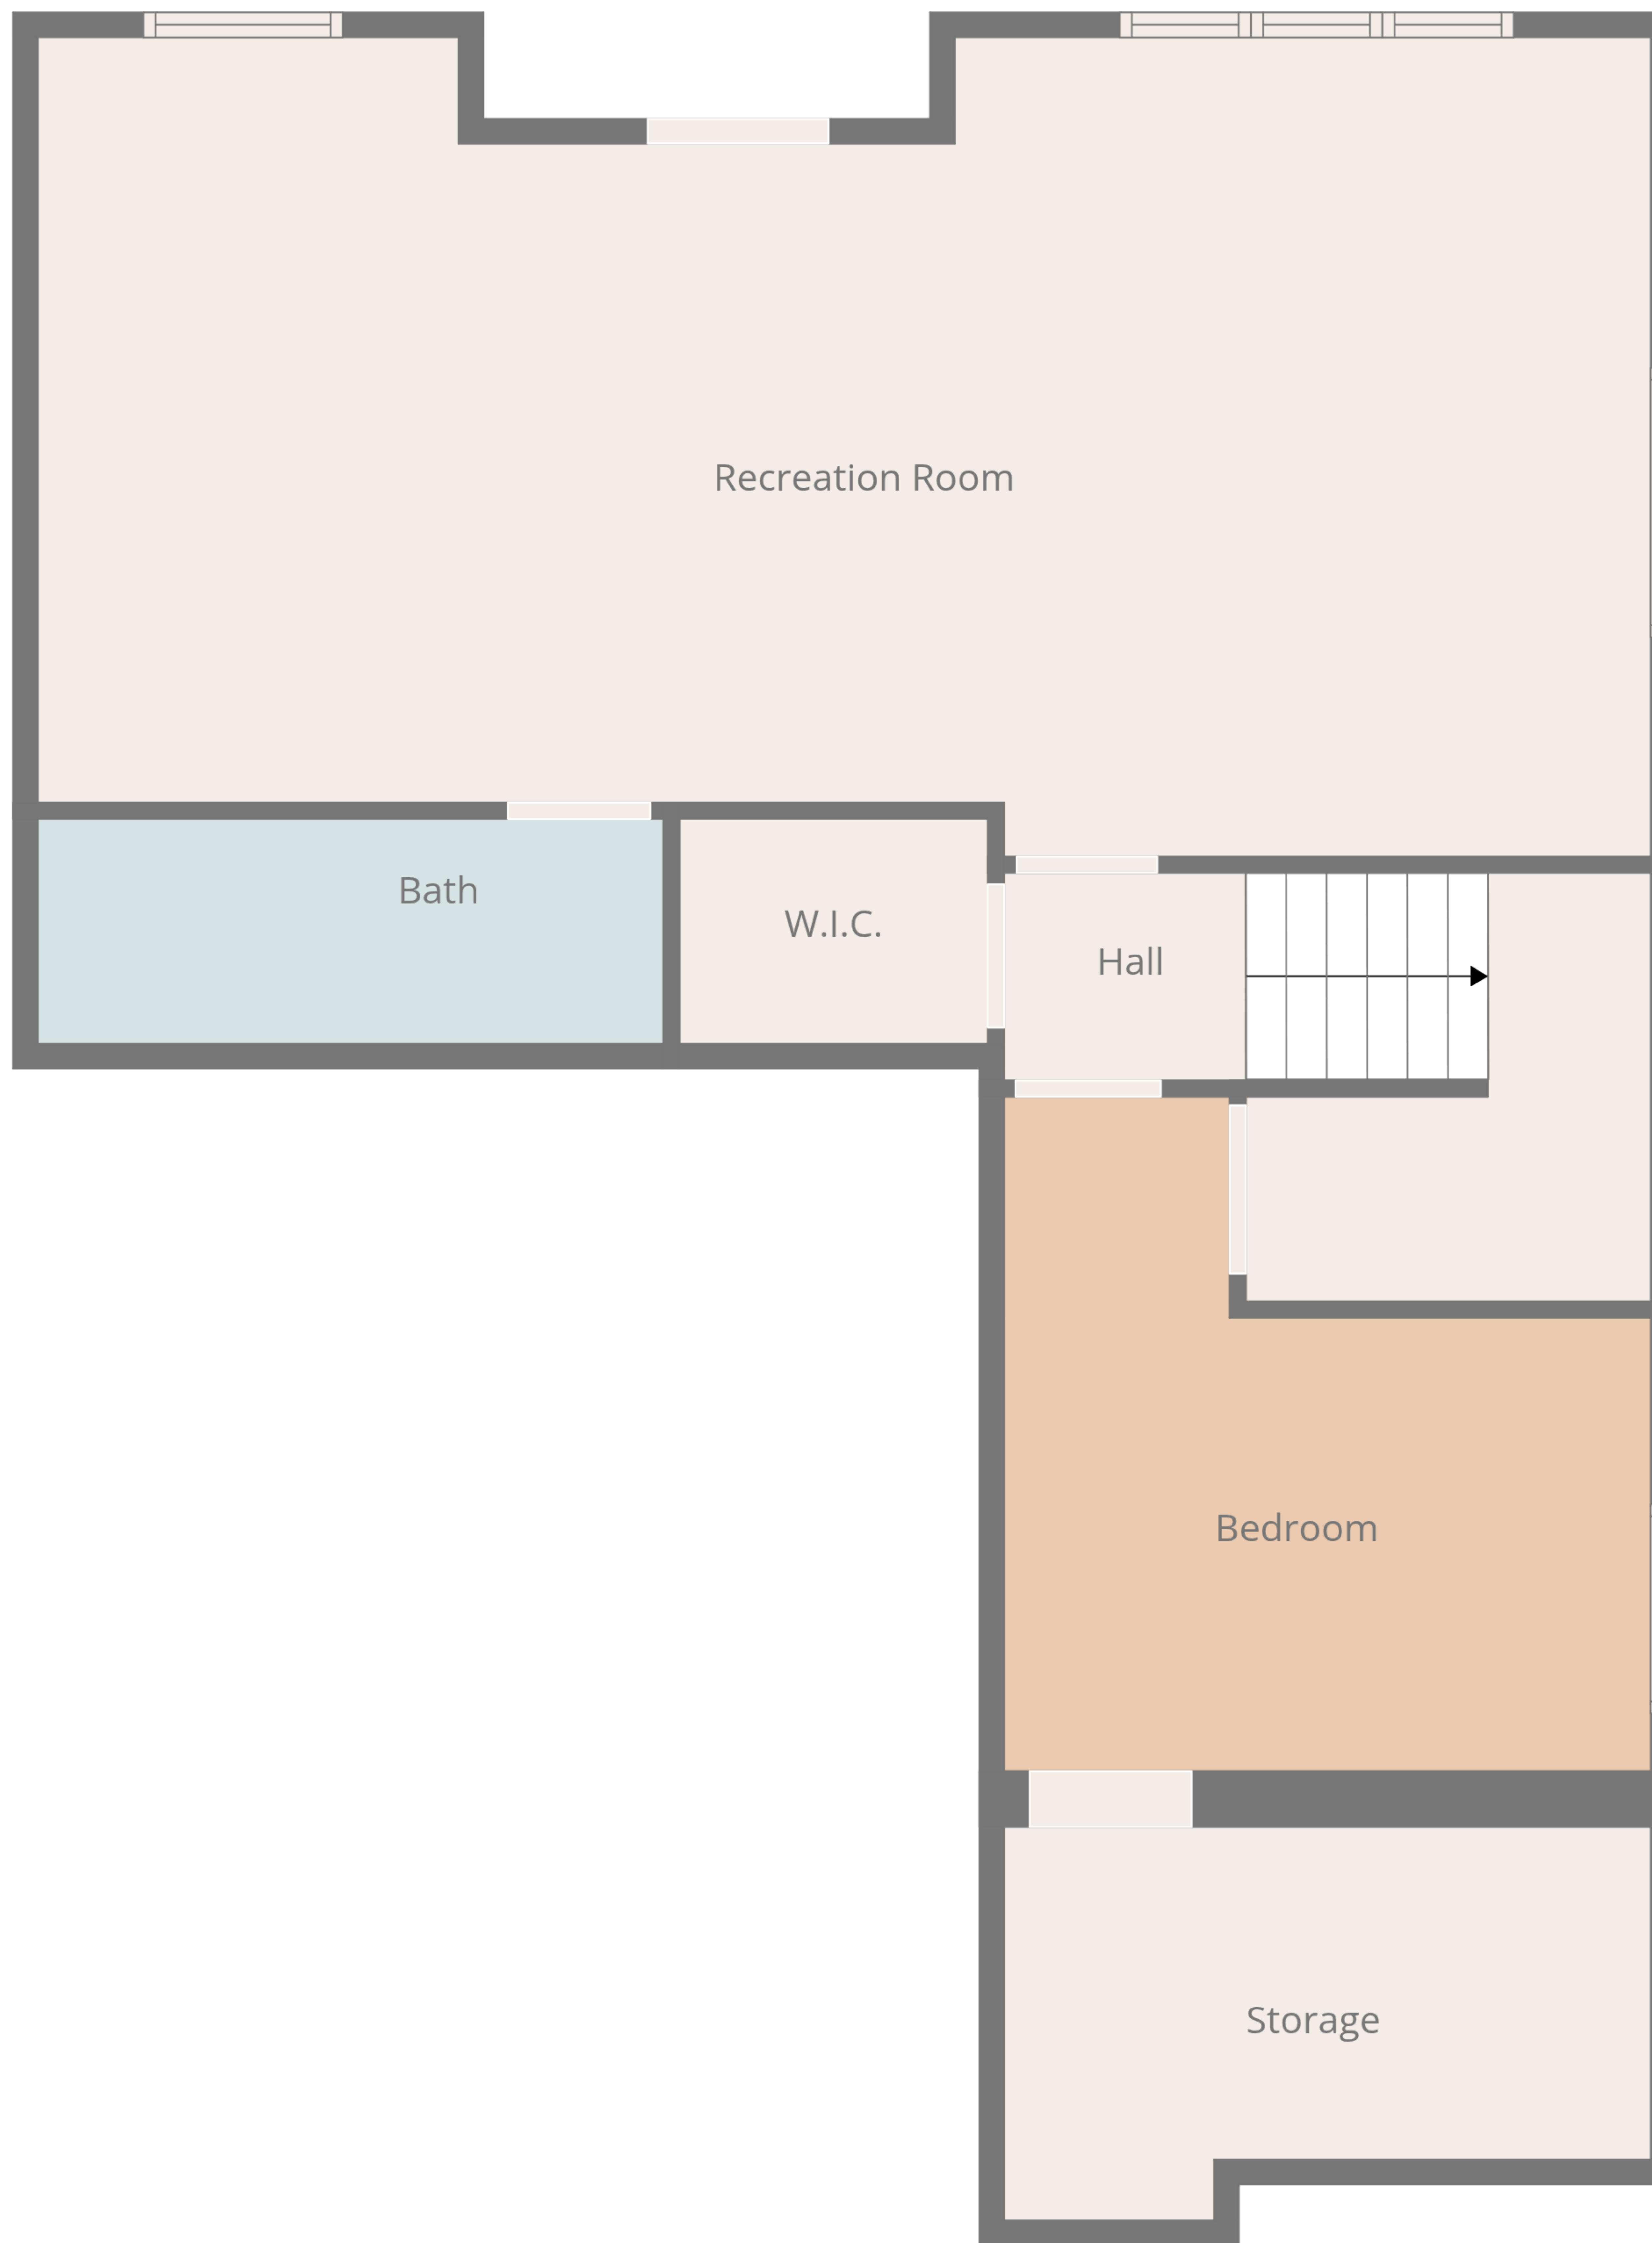 Recreation Room
Bath
W.I.C.
Hall
Bedroom
Storage